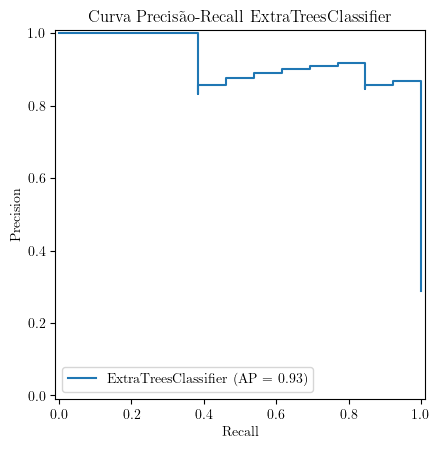 Curva Precisão-Recall ExtraTreesClassifier
1.0
0.8
0.6
0.4
0.2
0.0
Precision
ExtraTreesClassifier (AP = 0.93)
0.0 0.2 0.4 0.6 0.8 1.0
Recall